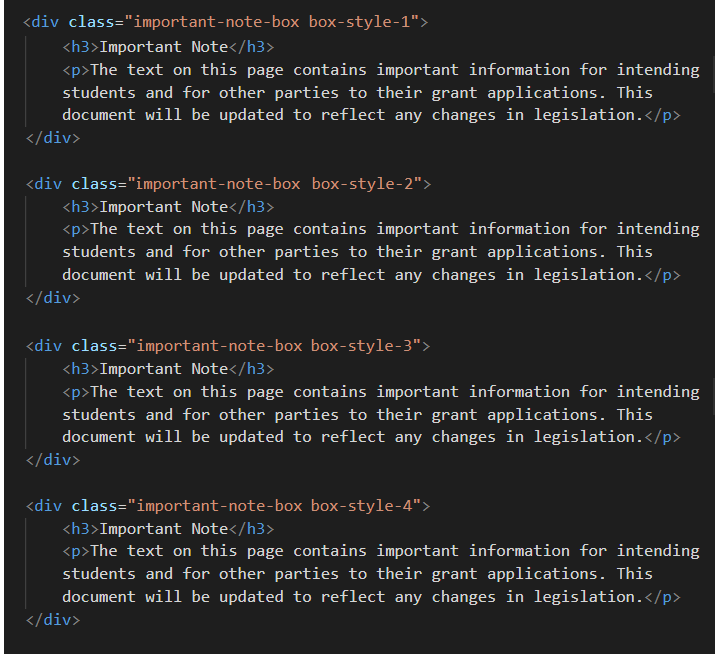 <div class="important-note-box box-style-1">
<h3>Important Note</h3>
<p>The text on this page contains important information for intending
students and for other parties to their grant applications. This
document will be updated to reflect any changes in legislation.</p>
</div>
<div class="important-note-box box-style-2">
<h3>Important Note</h3>
<p>The text on this page contains important information for intending
students and for other parties to their grant applications. This
document will be updated to reflect any changes in legislation.</p>
</div>
<div class="important-note-box box-style-3">
<h3>Important Note</h3>
<p>The text on this page contains important information for intending
students and for other parties to their grant applications. This
document will be updated to reflect any changes in legislation.</p>
</div>
<div class="important-note-box box-style-4">
<h3>Important Note</h3>
<p>The text on this page contains important information for intending
students and for other parties to their grant applications. This
document will be updated to reflect any changes in legislation.</p>
</div>